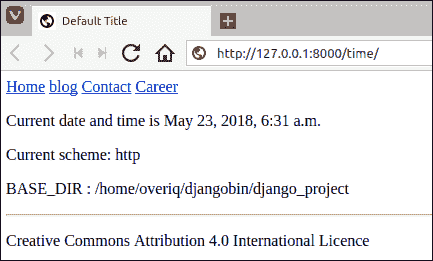 Default Title
http://127.0.0.1:8000/time/
Home blog Contact Career
Current date and time is May 23, 2018, 6:31 a.m.
Current scheme: http
BASE_DIR : /home/overiq/djangobin/django_project
Creative Commons Attribution 4.0 International Licence